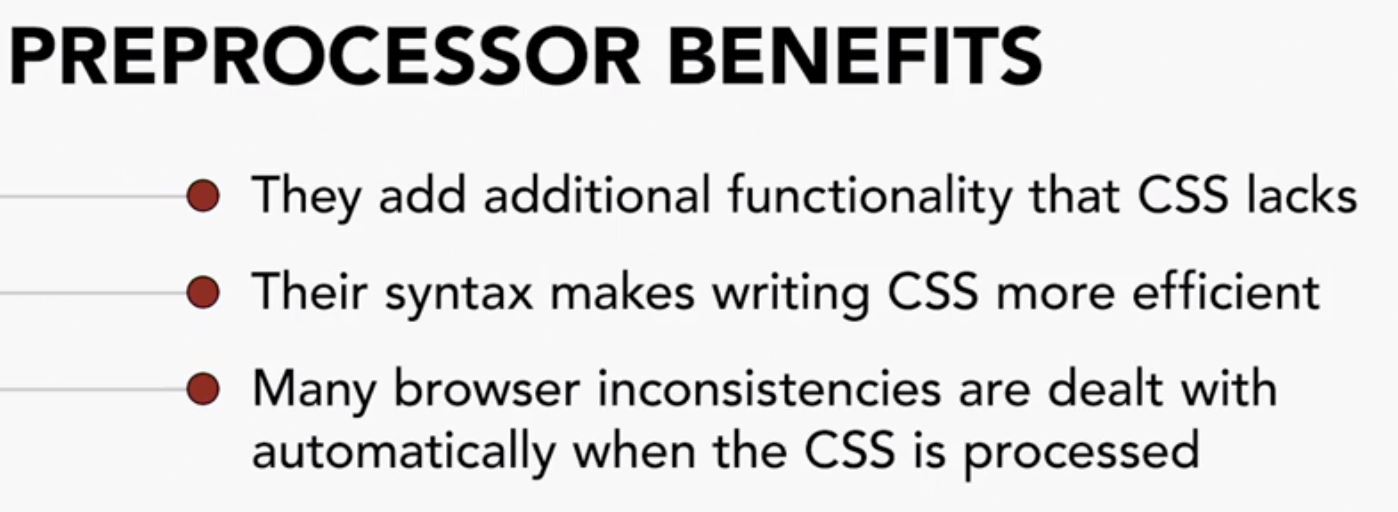 PREPROCESSOR BENEFITS
They add additional functionality that CSS lacks
Their syntax makes writing CSS more efficient
Many browser inconsistencies are dealt with
automatically when the CSS is processed